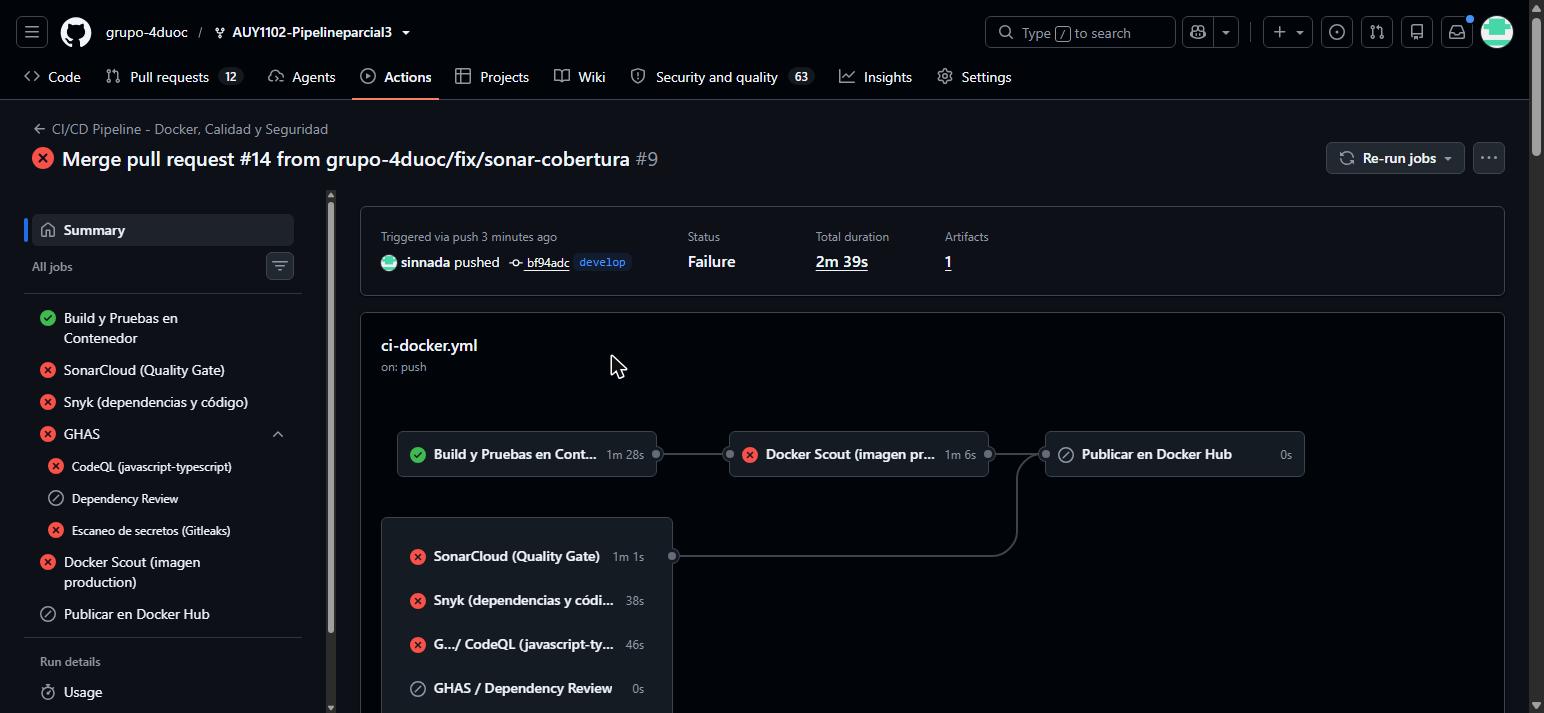 grupo-4duoc / AUY1102-Pipelineparcial3
Type / to search
Code
Pull requests 12
Agents
Actions
Projects
Wiki
Security and quality 63
Insights
Settings
CI/CD Pipeline - Docker, Calidad y Seguridad
Merge pull request #14 from grupo-4duoc/fix/sonar-cobertura #9
Re-run jobs
Summary
All jobs
Build y Pruebas en
Contenedor
SonarCloud (Quality Gate)
Snyk (dependencias y código)
GHAS
CodeQL (javascript-typescript)
Dependency Review
Escaneo de secretos (Gitleaks)
Docker Scout (imagen
production)
Publicar en Docker Hub
Run details
Usage
Triggered via push 3 minutes ago
sinnada pushed bf94adc develop
Status
Failure
Total duration
2m 39s
Artifacts
1
ci-docker.yml
on: push
Build y Pruebas en Cont... 1m 28s
Docker Scout (imagen pr... 1m 6s
Publicar en Docker Hub 0s
SonarCloud (Quality Gate) 1m 1s
Snyk (dependencias y códi... 38s
G.../ CodeQL (javascript-ty... 46s
GHAS / Dependency Review 0s